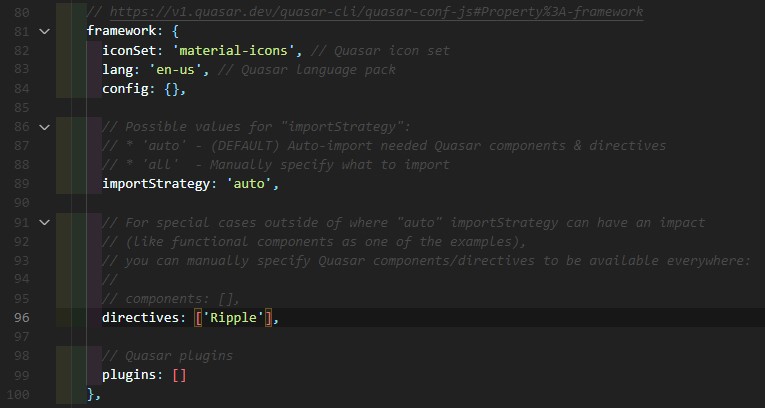 80 // https://v1.quasar.dev/quasar-cli/quasar-conf-js#Property%3A-framework
81 framework: {
82 iconSet: 'material-icons', // Quasar icon set
83 lang: 'en-us', // Quasar language pack
84 config: {},
85
86 // Possible values for "importStrategy":
87 // * 'auto' - (DEFAULT) Auto-import needed Quasar components & directives
88 // * 'all'  - Manually specify what to import
89 importStrategy: 'auto',
90
91 // For special cases outside of where "auto" importStrategy can have an impact
92 // (like functional components as one of the examples),
93 // you can manually specify Quasar components/directives to be available everywhere:
94 //
95 // components: [],
96 directives: ['Ripple'],
97
98 // Quasar plugins
99 plugins: []
100 },